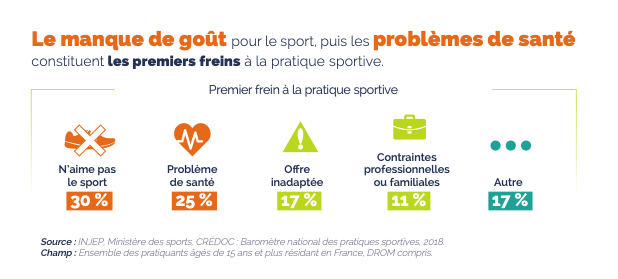 Le manque de goût pour le sport, puis les problèmes de santé
constituent les premiers freins à la pratique sportive.
Premier frein à la pratique sportive
N'aime pas
le sport
30 %
Problème
de santé
25 %
Offre
inadaptée
17 %
Contraintes
professionnelles
ou familiales
11 %
Autre
17 %
Source : INJEP, Ministère des sports, CRÉDOC : Baromètre national des pratiques sportives, 2018.
Champ : Ensemble des pratiquants âgés de 15 ans et plus résidant en France, DROM compris.